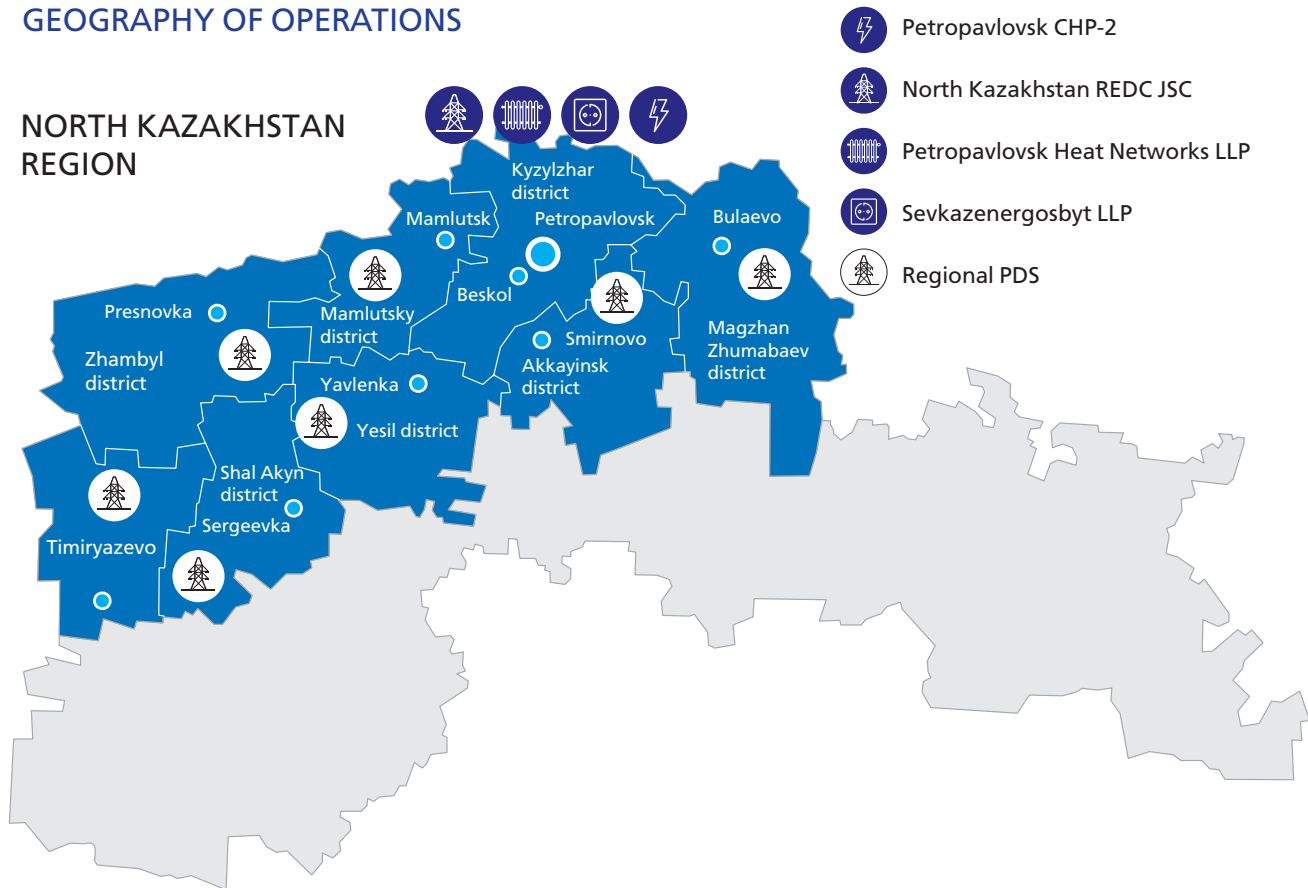 GEOGRAPHY OF OPERATIONS
NORTH KAZAKHSTAN
REGION
Petropavlovsk CHP-2
North Kazakhstan REDC JSC
Petropavlovsk Heat Networks LLP
Sevkazenergosbyt LLP
Regional PDS
Kyzylzhar
district
Mamlutsk
Petropavlovsk
Bulaevo
Beskol
Presnovka
Mamlutsky
district
Smirnovo
Magzhan
Zhumabaev
district
Zhambyl
district
Akkayinsk
district
Yavlenka
Yesil district
Shal Akyn
district
Sergeevka
Timiryazevo